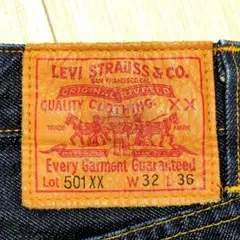 LEVI STRAUSS & CO.
SAN FRANCISCO CAL.
ORIGINAL RIVETED
QUALITY CLOTHING. XX
TRADE MARK
Every Garment Guaranteed
Lot 501XX W 32 L 36